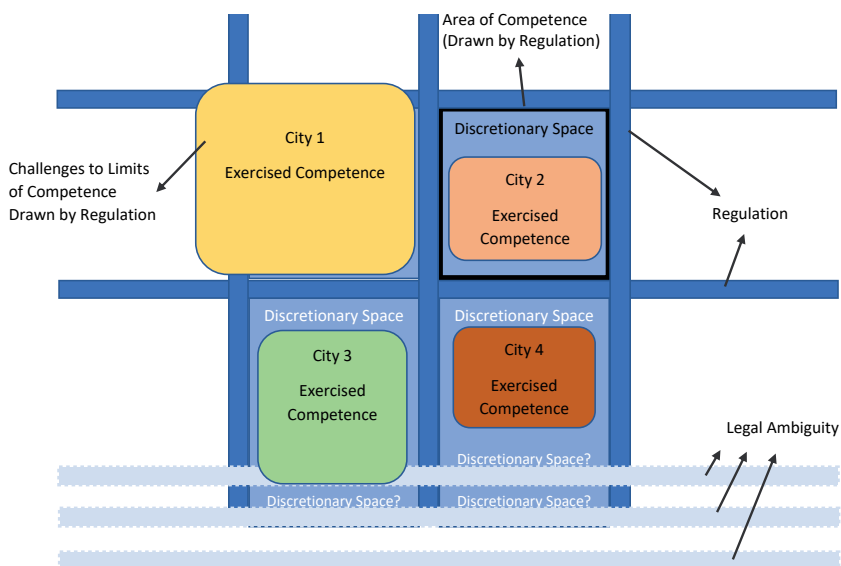 Area of Competence
(Drawn by Regulation)
Discretionary Space
City 1
Exercised Competence
City 2
Exercised
Competence
Challenges to Limits
of Competence
Drawn by Regulation
Regulation
Discretionary Space
Discretionary Space
City 3
Exercised
Competence
City 4
Exercised
Competence
Legal Ambiguity
Discretionary Space?
Discretionary Space?
Discretionary Space?